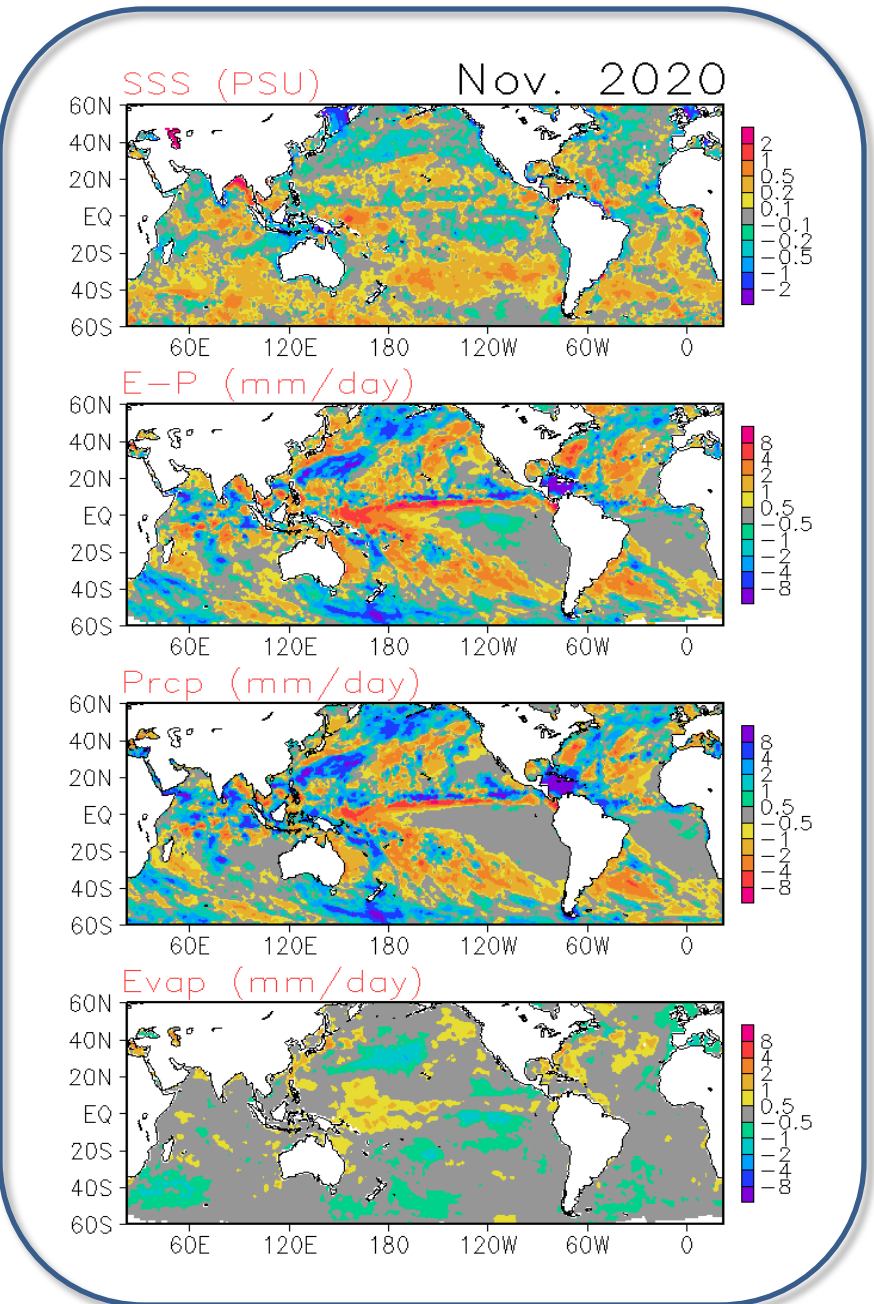 SSS (PSU) Nov. 2020
60N
40N
20N
EQ
20S
40S
60S
60E 120E 180 120W 60W 0
2
1
0.5
0.2
0.1
-0.1
-0.2
-0.5
-1
-2
E-P (mm/day)
60N
40N
20N
EQ
20S
40S
60S
60E 120E 180 120W 60W 0
8
4
2
1
0.5
-0.5
-1
-2
-4
-8
Prcp (mm/day)
60N
40N
20N
EQ
20S
40S
60S
60E 120E 180 120W 60W 0
8
4
2
1
0.5
-0.5
-1
-2
-4
-8
Evap (mm/day)
60N
40N
20N
EQ
20S
40S
60S
60E 120E 180 120W 60W 0
8
4
2
1
0.5
-0.5
-1
-2
-4
-8